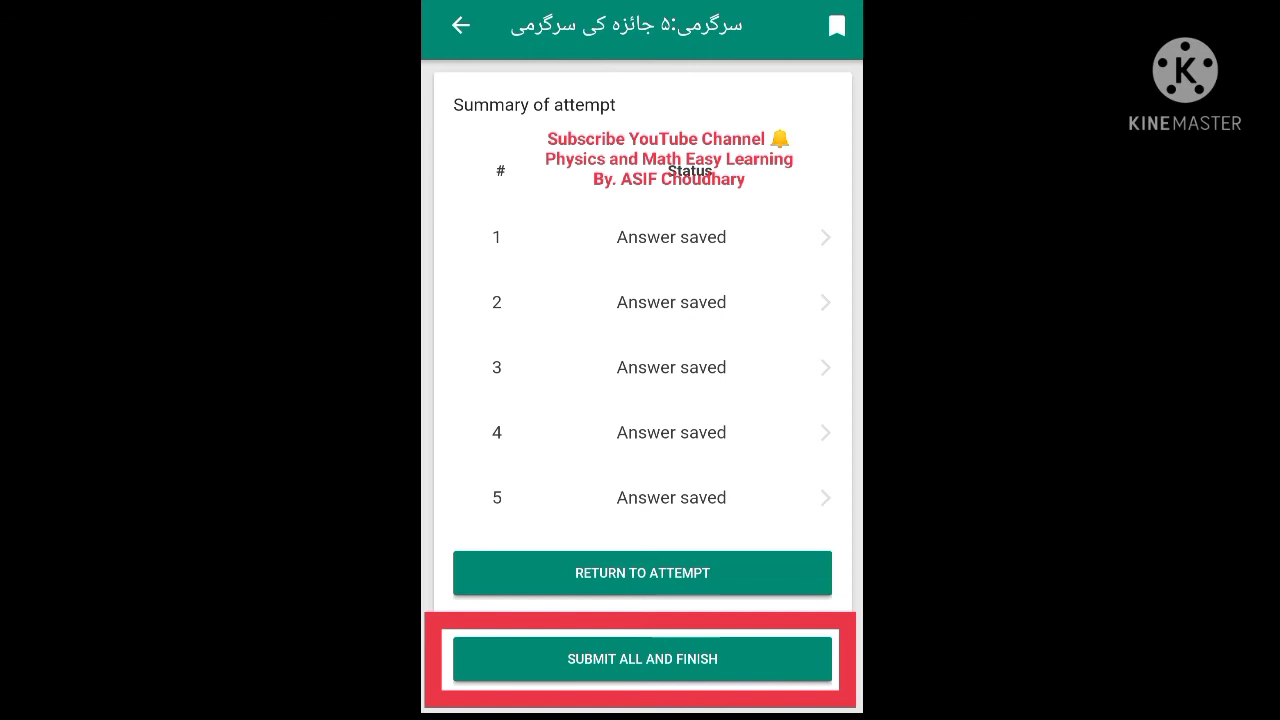 سرگرمی:۵ جائزہ کی سرگرمی
KINEMASTER
Summary of attempt
Subscribe YouTube Channel 🔔
Physics and Math Easy Learning
By. ASIF Choudhary
# Status
1 Answer saved
2 Answer saved
3 Answer saved
4 Answer saved
5 Answer saved
RETURN TO ATTEMPT
SUBMIT ALL AND FINISH